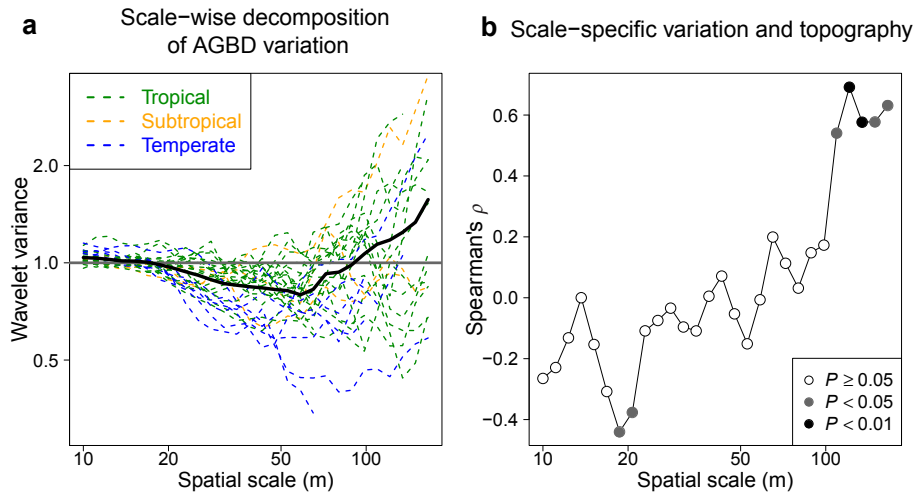 a
Scale−wise decomposition
of AGBD variation
Tropical
Subtropical
Temperate
Wavelet variance
2.0
1.0
0.5
10
20
50
100
Spatial scale (m)
b
Scale−specific variation and topography
Spearman's ρ
0.6
0.4
0.2
0.0
−0.2
−0.4
P ≥ 0.05
P < 0.05
P < 0.01
10
20
50
100
Spatial scale (m)